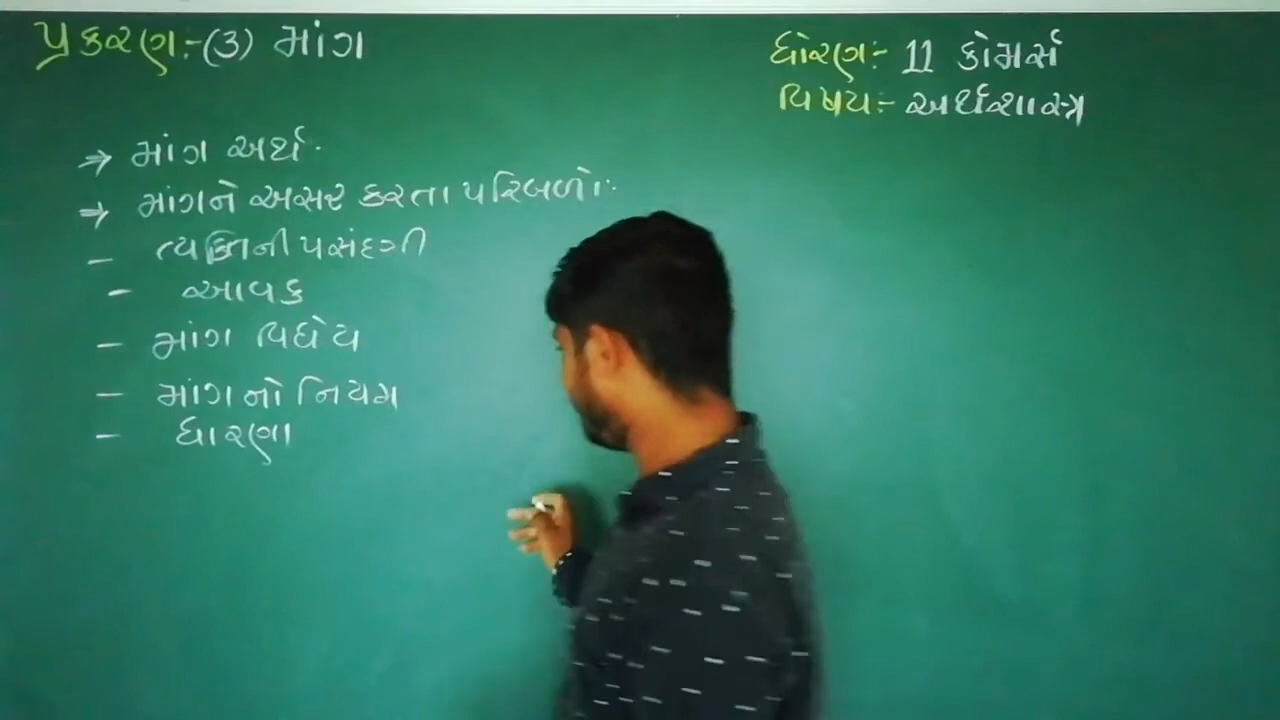 પ્રકરણ:-(૩) માંગ
ધોરણ:- 11 કોમર્સ
વિષય:- અર્થશાસ્ત્ર
⇒ માંગ અર્થ.
⇒ માંગને અસર કરતા પરિબળો:
– વ્યક્તિની પસંદગી
– આવક
– માંગ વિધેય
– માંગનો નિયમ
– ધારણા